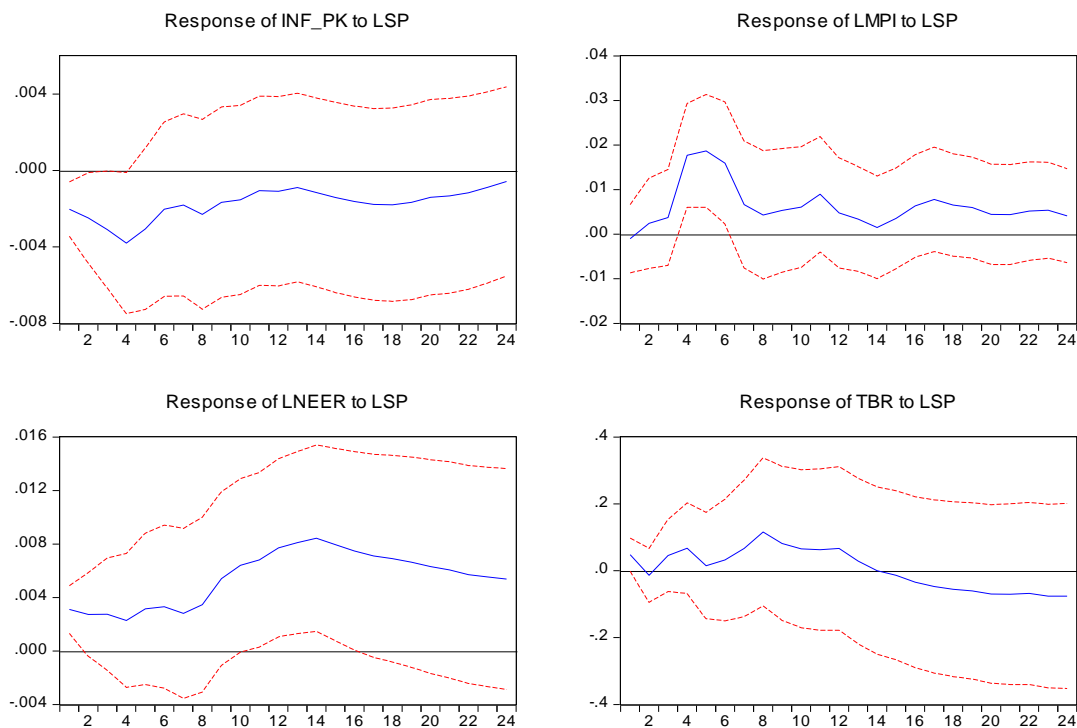 Response of INF_PK to LSP
.004
.000
-.004
-.008
2 4 6 8 10 12 14 16 18 20 22 24
Response of LMPI to LSP
.04
.03
.02
.01
.00
-.01
-.02
2 4 6 8 10 12 14 16 18 20 22 24
Response of LNEER to LSP
.016
.012
.008
.004
.000
-.004
2 4 6 8 10 12 14 16 18 20 22 24
Response of TBR to LSP
.4
.2
.0
-.2
-.4
2 4 6 8 10 12 14 16 18 20 22 24